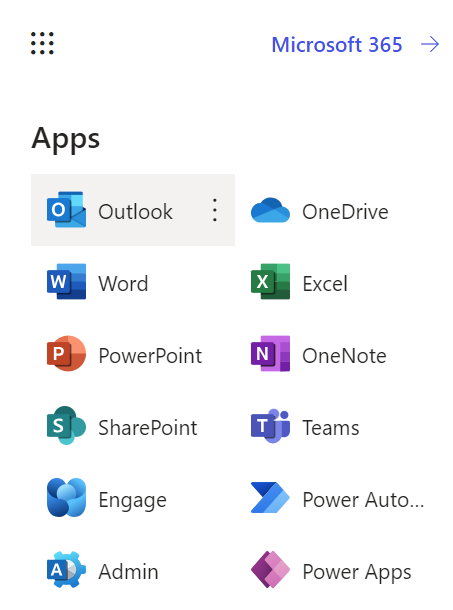 Microsoft 365
Apps
Outlook
OneDrive
Word
Excel
PowerPoint
OneNote
SharePoint
Teams
Engage
Power Auto...
Admin
Power Apps